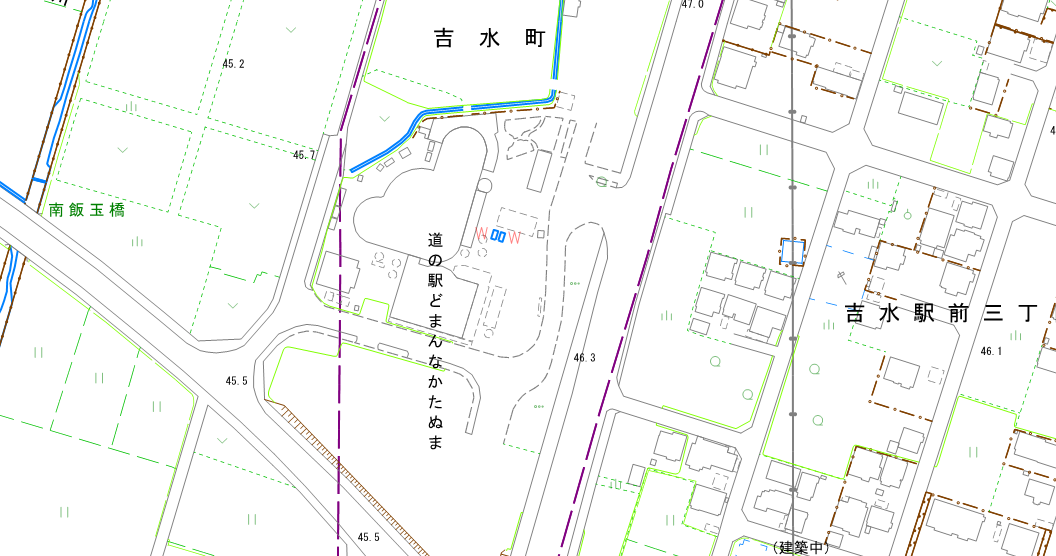 47.0
吉水町
45.2
45.7
南飯玉橋
W W
道の駅どまんなかたぬま
吉水駅前三丁
46.3
46.1
45.5
45.5
(建築中)